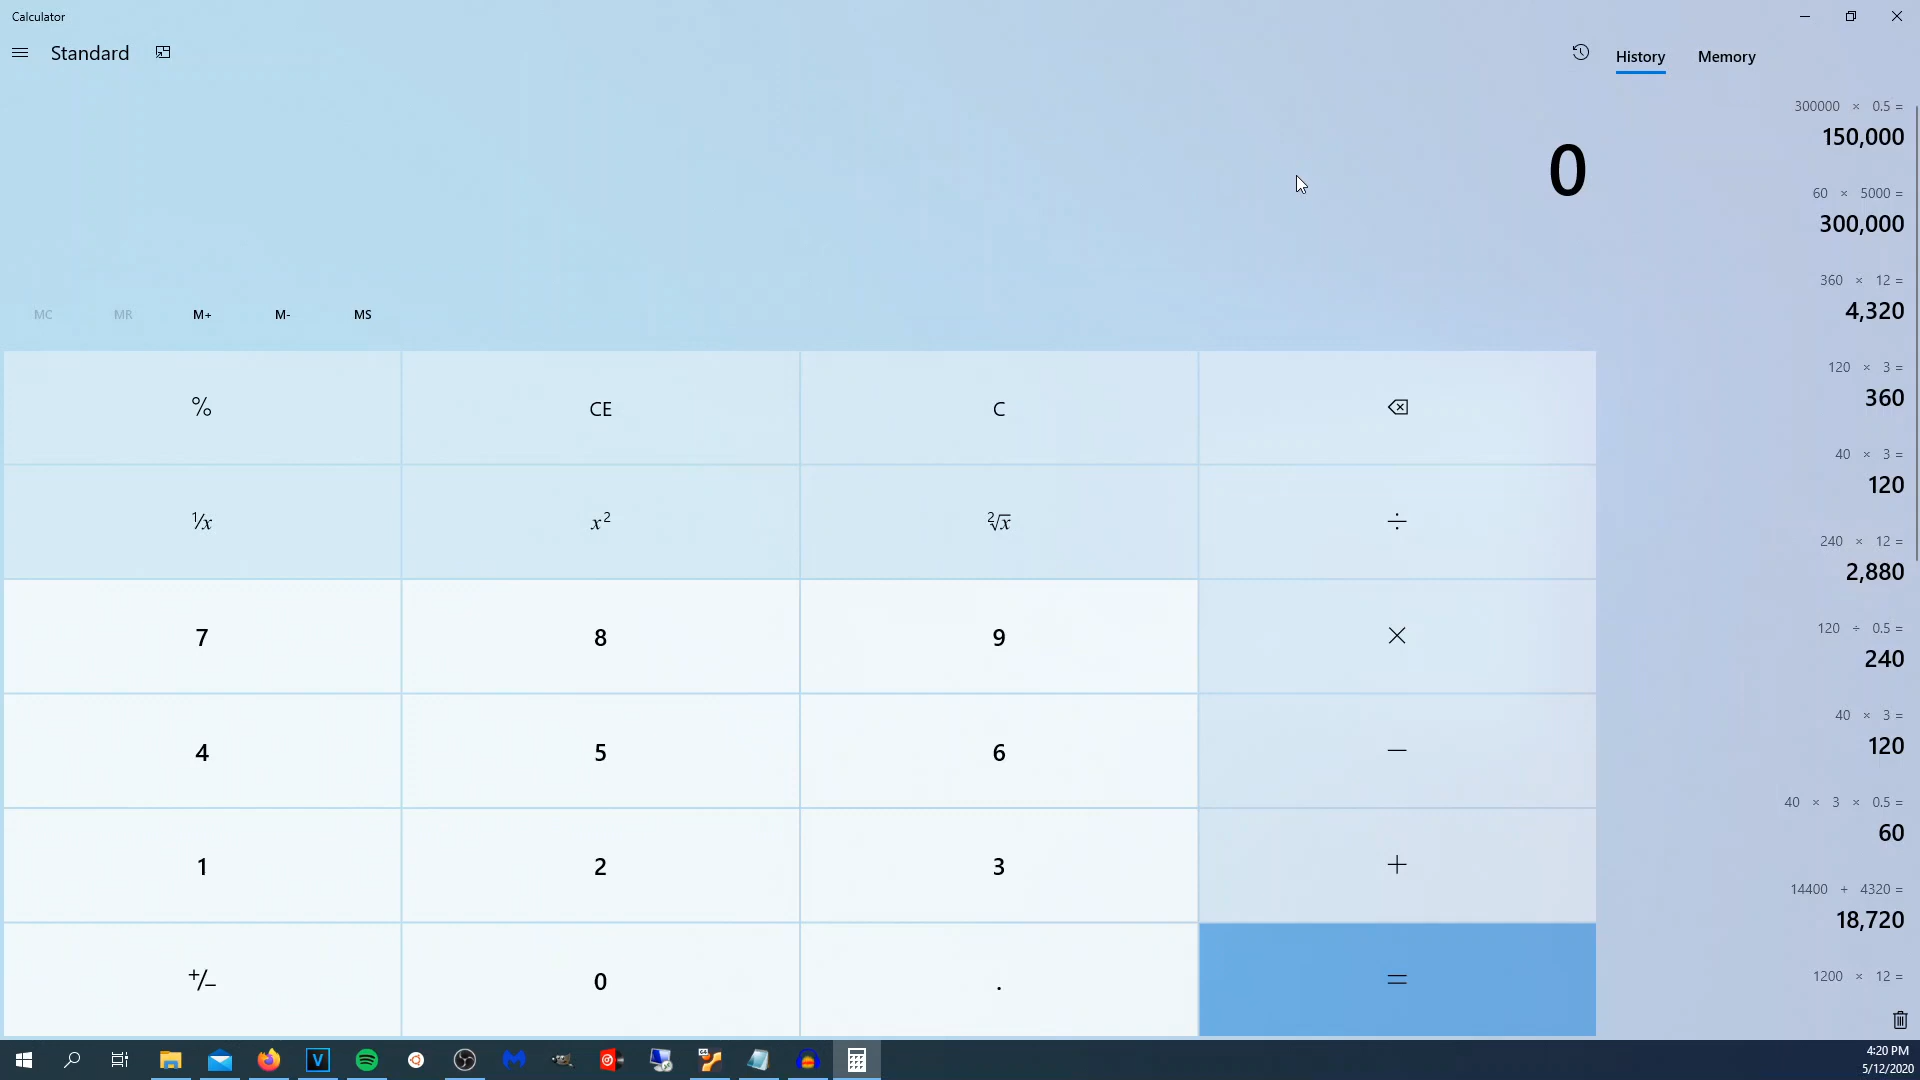 Calculator
Standard
History Memory
0
300000 × 0.5 =
150,000
60 × 5000 =
300,000
360 × 12 =
4,320
120 × 3 =
360
40 × 3 =
120
240 × 12 =
2,880
120 ÷ 0.5 =
240
40 × 3 =
120
40 × 3 × 0.5 =
60
14400 + 4320 =
18,720
1200 × 12 =
MC MR M+ M- MS
% CE C
¹/x x² ²√x ÷
7 8 9 ×
4 5 6 −
1 2 3 +
+/− 0 . =
4:20 PM
5/12/2020